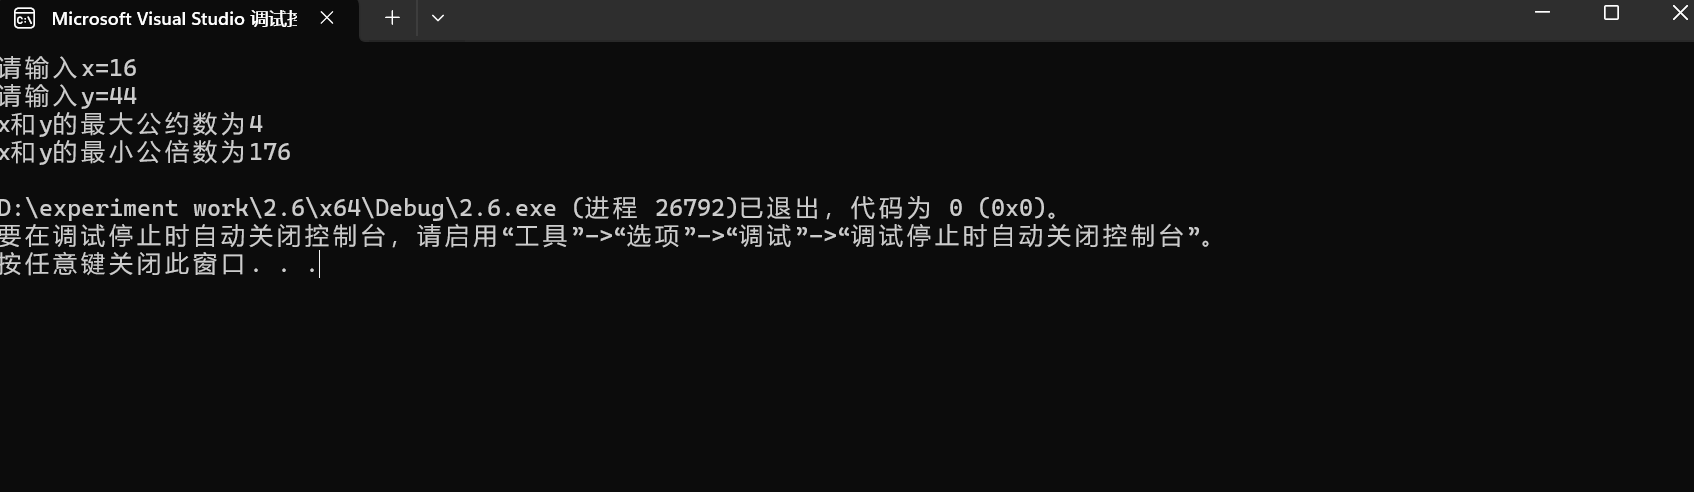 Microsoft Visual Studio 调试
请输入x=16
请输入y=44
x和y的最大公约数为4
x和y的最小公倍数为176
D:\experiment work\2.6\x64\Debug\2.6.exe (进程 26792)已退出，代码为 0 (0x0)。
要在调试停止时自动关闭控制台，请启用“工具”->“选项”->“调试”->“调试停止时自动关闭控制台”。
按任意键关闭此窗口. . .